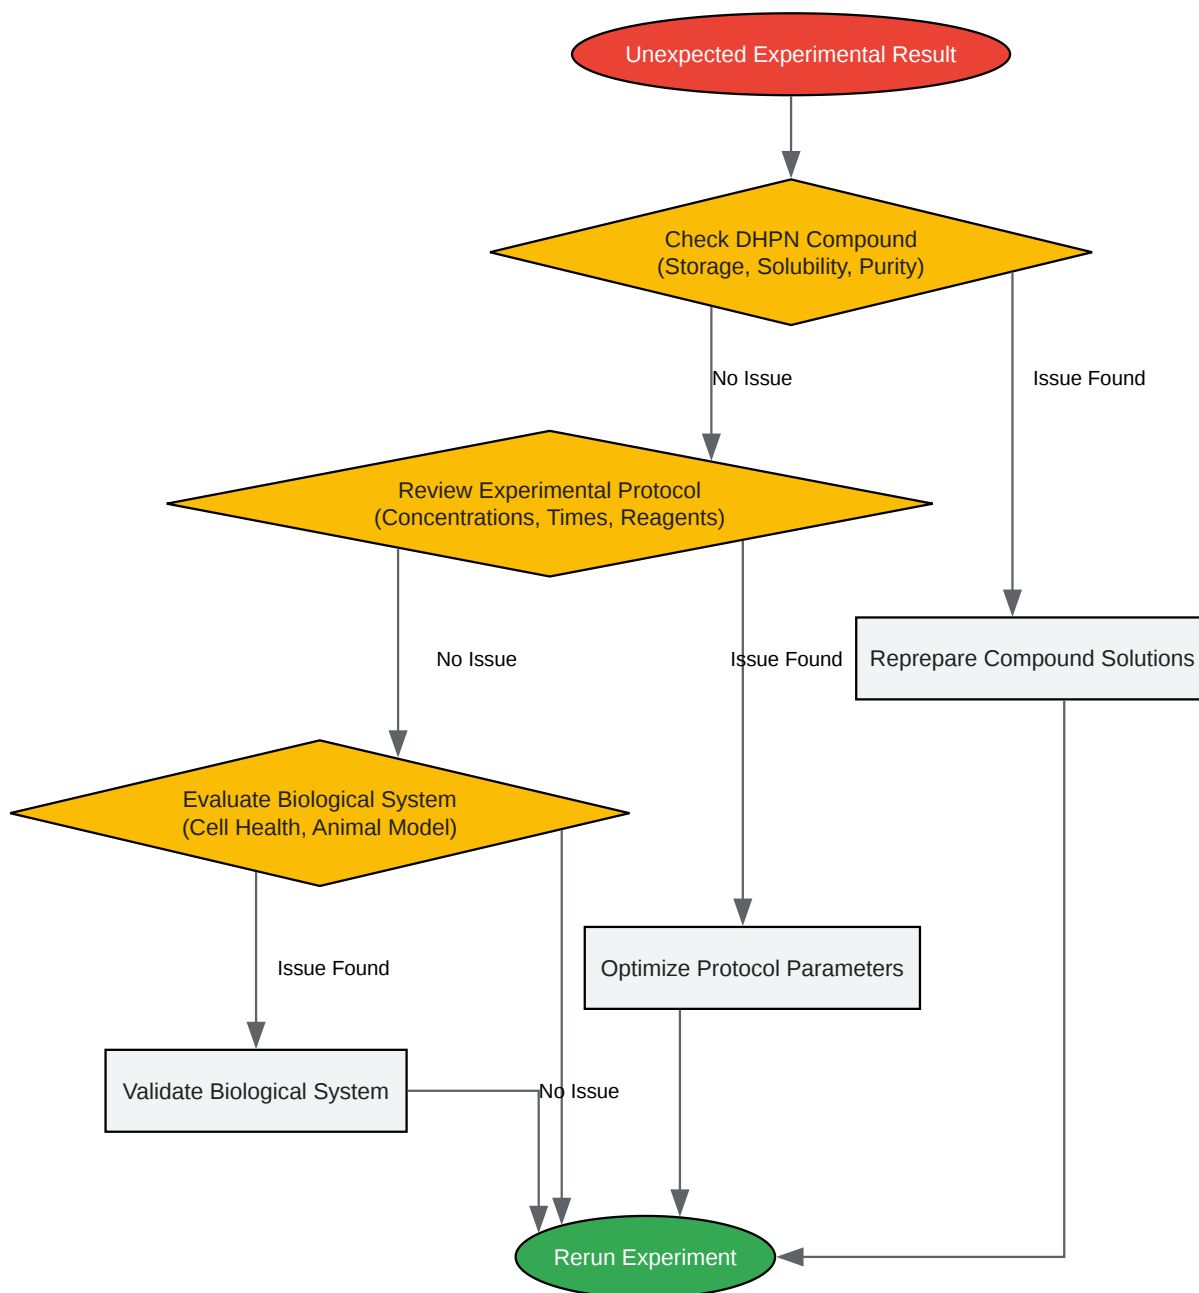 Unexpected Experimental Result
Check DHPN Compound
(Storage, Solubility, Purity)
No Issue
Issue Found
Review Experimental Protocol
(Concentrations, Times, Reagents)
No Issue
Issue Found
Reprepare Compound Solutions
Evaluate Biological System
(Cell Health, Animal Model)
Issue Found
Optimize Protocol Parameters
Validate Biological System
No Issue
Rerun Experiment